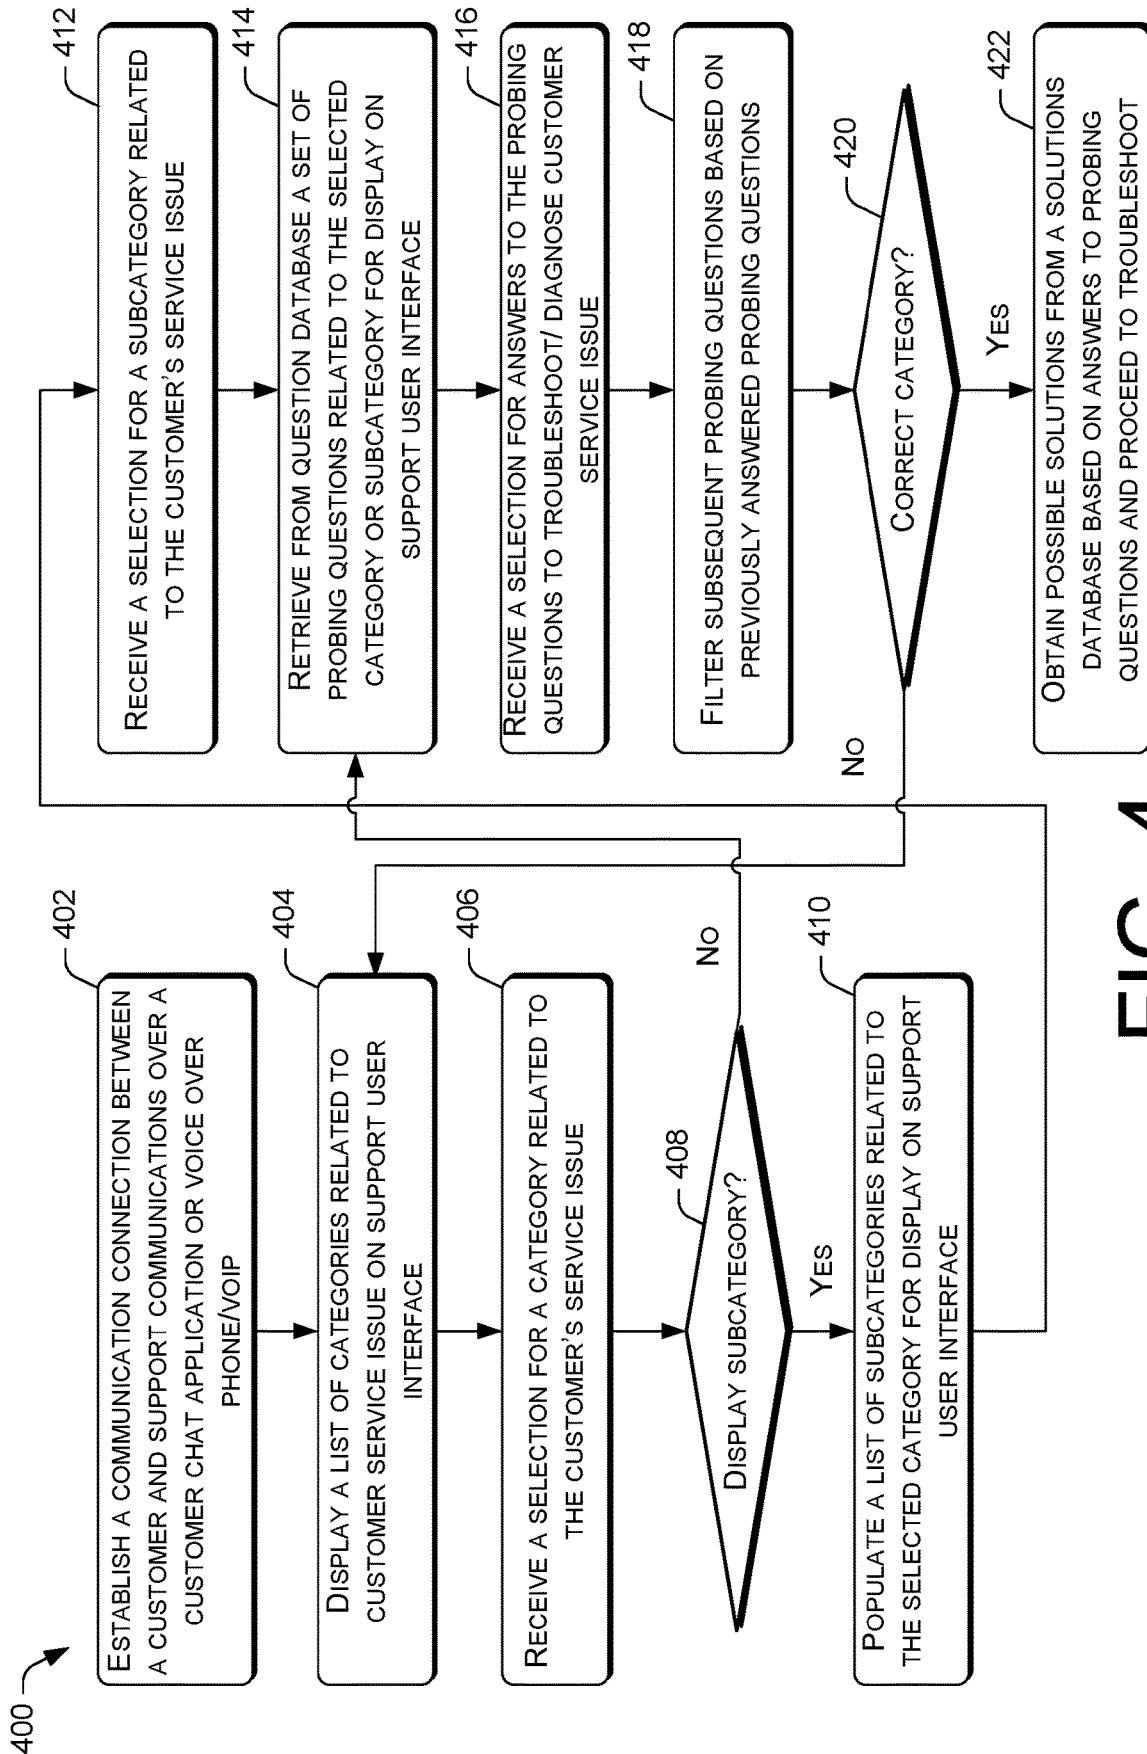 400
402
ESTABLISH A COMMUNICATION CONNECTION BETWEEN
A CUSTOMER AND SUPPORT COMMUNICATIONS OVER A
CUSTOMER CHAT APPLICATION OR VOICE OVER
PHONE/VOIP
404
DISPLAY A LIST OF CATEGORIES RELATED TO
CUSTOMER SERVICE ISSUE ON SUPPORT USER
INTERFACE
406
RECEIVE A SELECTION FOR A CATEGORY RELATED TO
THE CUSTOMER'S SERVICE ISSUE
408
DISPLAY SUBCATEGORY?
NO
YES
410
POPULATE A LIST OF SUBCATEGORIES RELATED TO
THE SELECTED CATEGORY FOR DISPLAY ON SUPPORT
USER INTERFACE
412
RECEIVE A SELECTION FOR A SUBCATEGORY RELATED
TO THE CUSTOMER'S SERVICE ISSUE
414
RETRIEVE FROM QUESTION DATABASE A SET OF
PROBING QUESTIONS RELATED TO THE SELECTED
CATEGORY OR SUBCATEGORY FOR DISPLAY ON
SUPPORT USER INTERFACE
416
RECEIVE A SELECTION FOR ANSWERS TO THE PROBING
QUESTIONS TO TROUBLESHOOT/ DIAGNOSE CUSTOMER
SERVICE ISSUE
418
FILTER SUBSEQUENT PROBING QUESTIONS BASED ON
PREVIOUSLY ANSWERED PROBING QUESTIONS
420
CORRECT CATEGORY?
NO
YES
422
OBTAIN POSSIBLE SOLUTIONS FROM A SOLUTIONS
DATABASE BASED ON ANSWERS TO PROBING
QUESTIONS AND PROCEED TO TROUBLESHOOT